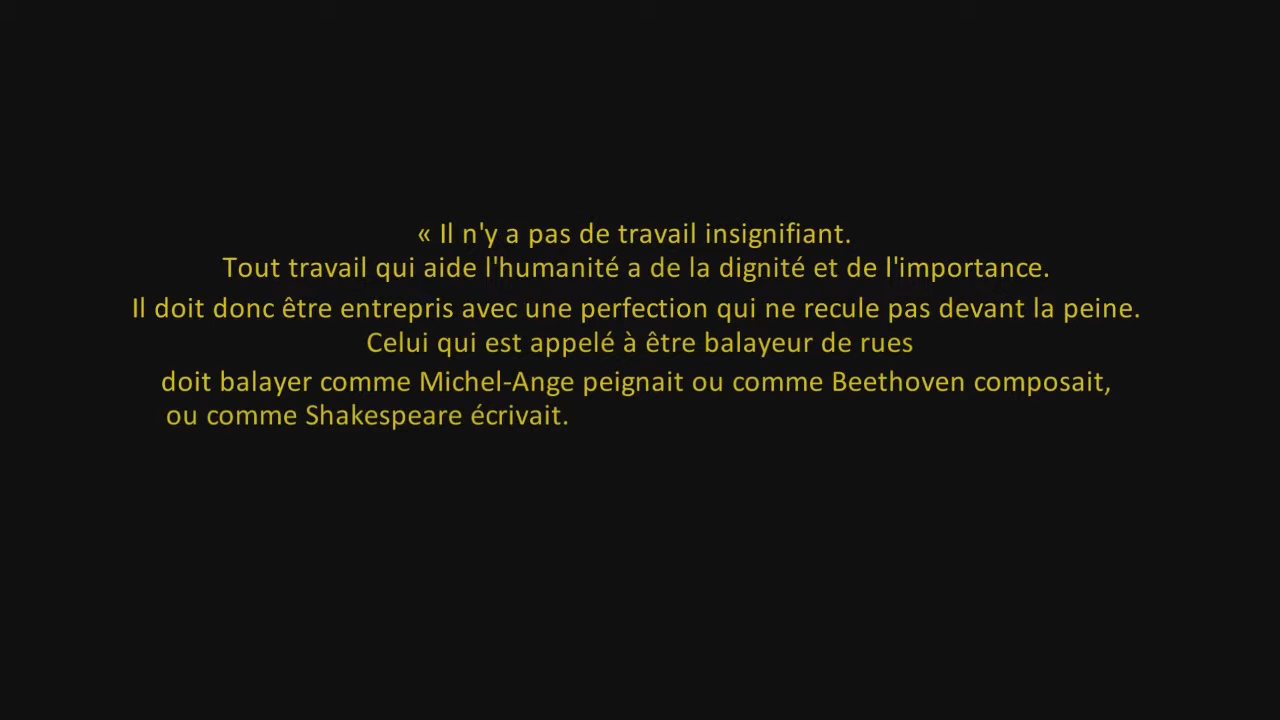 « Il n'y a pas de travail insignifiant.
Tout travail qui aide l'humanité a de la dignité et de l'importance.
Il doit donc être entrepris avec une perfection qui ne recule pas devant la peine.
Celui qui est appelé à être balayeur de rues
doit balayer comme Michel-Ange peignait ou comme Beethoven composait,
ou comme Shakespeare écrivait.